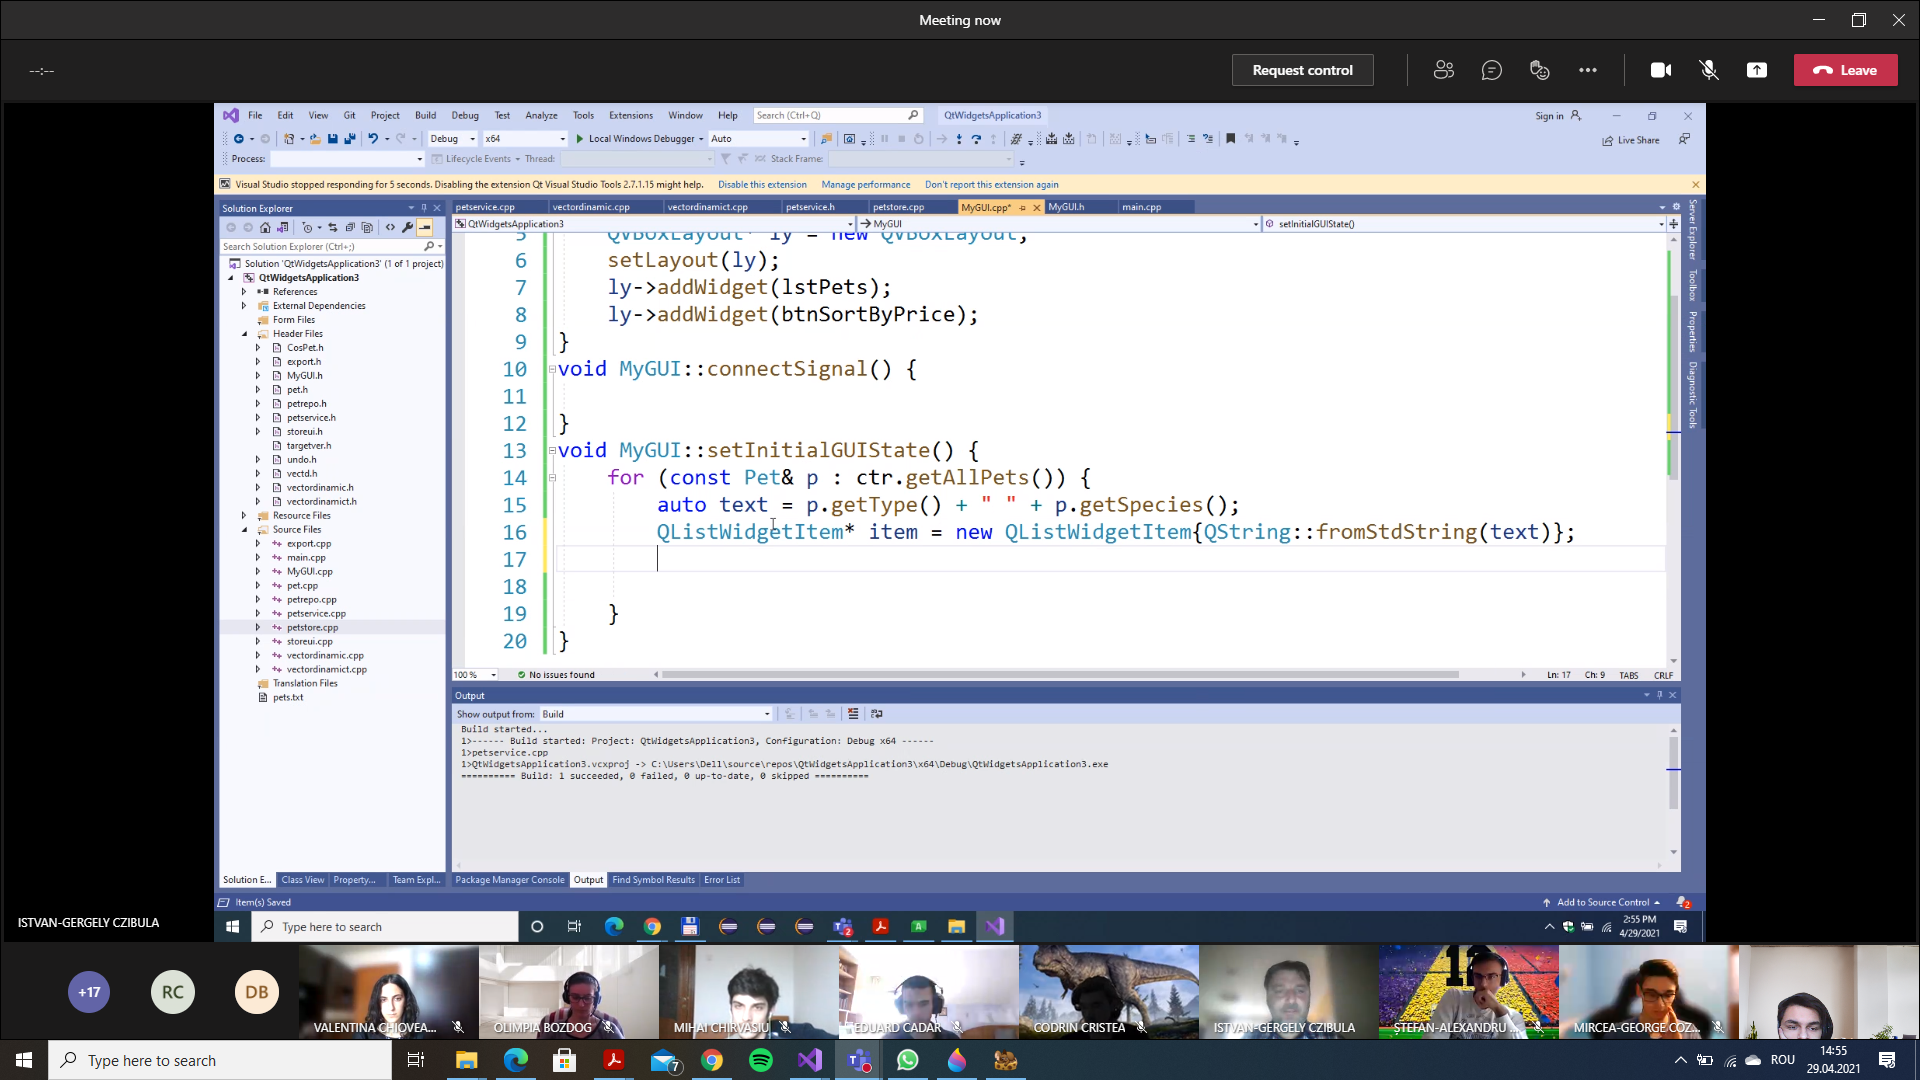 Meeting now
--:--
Request control
Leave
File Edit View Git Project Build Debug Test Analyze Tools Extensions Window Help Search (Ctrl+Q) QtWidgetsApplication3 Sign in
Debug x64 Local Windows Debugger Auto Live Share
Process: Lifecycle Events Thread: Stack Frame:
Visual Studio stopped responding for 5 seconds. Disabling the extension Qt Visual Studio Tools 2.7.1.15 might help. Disable this extension Manage performance Don't report this extension again
Solution Explorer
Search Solution Explorer (Ctrl+;)
Solution 'QtWidgetsApplication3' (1 of 1 project)
QtWidgetsApplication3
References
External Dependencies
Form Files
Header Files
CosPet.h
export.h
MyGUI.h
pet.h
petrepo.h
petservice.h
storeui.h
targetver.h
undo.h
vectd.h
vectordinamic.h
vectordinamict.h
Resource Files
Source Files
export.cpp
main.cpp
MyGUI.cpp
pet.cpp
petrepo.cpp
petservice.cpp
petstore.cpp
storeui.cpp
vectordinamic.cpp
vectordinamict.cpp
Translation Files
pets.txt
Solution E... Class View Property... Team Expl...
petservice.cpp vectordinamic.cpp vectordinamict.cpp petservice.h petstore.cpp MyGUI.cpp* MyGUI.h main.cpp
QtWidgetsApplication3 MyGUI setInitialGUIState()
5 QVBoxLayout* ly = new QVBoxLayout;
6 setLayout(ly);
7 ly->addWidget(lstPets);
8 ly->addWidget(btnSortByPrice);
9 }
10 void MyGUI::connectSignal() {
11
12 }
13 void MyGUI::setInitialGUIState() {
14 for (const Pet& p : ctr.getAllPets()) {
15 auto text = p.getType() + " " + p.getSpecies();
16 QListWidgetItem* item = new QListWidgetItem{QString::fromStdString(text)};
17
18
19 }
20 }
100 % No issues found Ln: 17 Ch: 9 TABS CRLF
Server Explorer
Toolbox
Properties
Diagnostic Tools
Output
Show output from: Build
Build started...
1>------ Build started: Project: QtWidgetsApplication3, Configuration: Debug x64 ------
1>petservice.cpp
1>QtWidgetsApplication3.vcxproj -> C:\Users\Dell\source\repos\QtWidgetsApplication3\x64\Debug\QtWidgetsApplication3.exe
========== Build: 1 succeeded, 0 failed, 0 up-to-date, 0 skipped ==========
Package Manager Console Output Find Symbol Results Error List
Item(s) Saved Add to Source Control 2
ISTVAN-GERGELY CZIBULA
Type here to search
2:55 PM
4/29/2021
+17 RC DB
VALENTINA CHIOVEA... OLIMPIA BOZDOG MIHAI CHIRVASIU EDUARD CADAR CODRIN CRISTEA ISTVAN-GERGELY CZIBULA ȘTEFAN-ALEXANDRU ... MIRCEA-GEORGE COZ...
12
Type here to search
7
ROU
14:55
29.04.2021